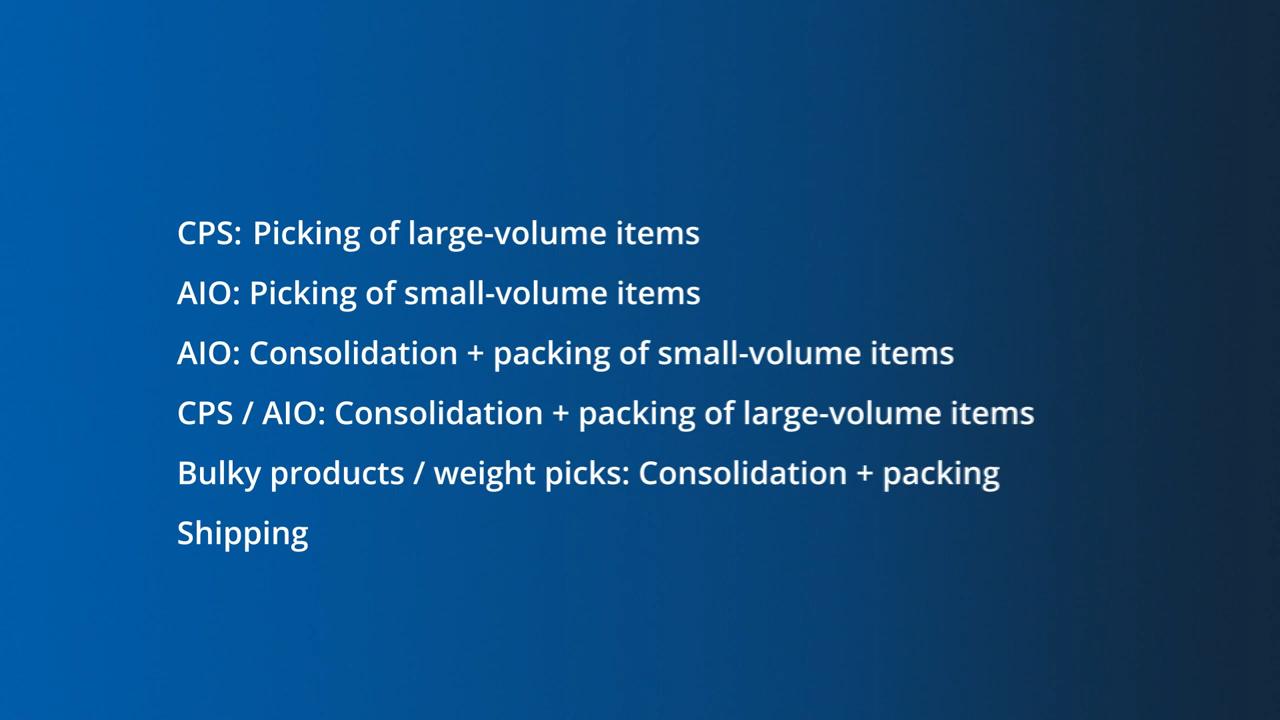 CPS: Picking of large-volume items
AIO: Picking of small-volume items
AIO: Consolidation + packing of small-volume items
CPS / AIO: Consolidation + packing of large-volume items
Bulky products / weight picks: Consolidation + packing
Shipping